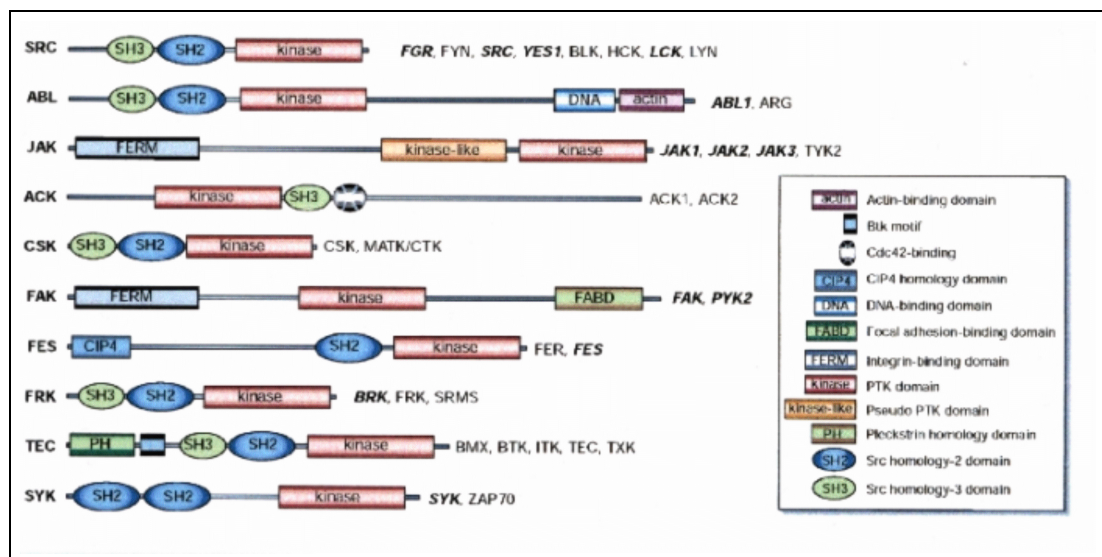 SRC SH3 SH2 kinase FGR, FYN, SRC, YES1, BLK, HCK, LCK, LYN
ABL SH3 SH2 kinase DNA actin ABL1, ARG
JAK FERM kinase-like kinase JAK1, JAK2, JAK3, TYK2
ACK kinase SH3 ACK1, ACK2
CSK SH3 SH2 kinase CSK, MATK/CTK
FAK FERM kinase FABD FAK, PYK2
FES CIP4 SH2 kinase FER, FES
FRK SH3 SH2 kinase BRK, FRK, SRMS
TEC PH SH3 SH2 kinase BMX, BTK, ITK, TEC, TXK
SYK SH2 SH2 kinase SYK, ZAP70
actin Actin-binding domain
Btk motif
Cdc42-binding
CIP4 CIP4 homology domain
DNA DNA-binding domain
FABD Focal adhesion-binding domain
FERM Integrin-binding domain
kinase PTK domain
kinase-like Pseudo PTK domain
PH Pleckstrin homology domain
SH2 Src homology-2 domain
SH3 Src homology-3 domain